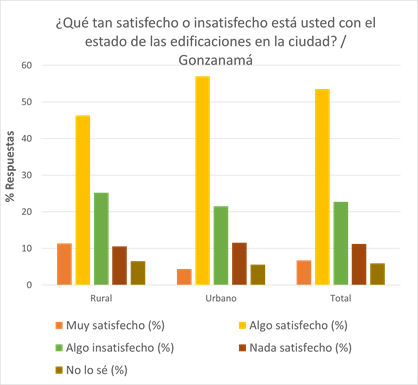 ¿Qué tan satisfecho o insatisfecho está usted con el
estado de las edificaciones en la ciudad? /
Gonzanamá
% Respuestas
60
50
40
30
20
10
0
Rural
Urbano
Total
Muy satisfecho (%)
Algo satisfecho (%)
Algo insatisfecho (%)
Nada satisfecho (%)
No lo sé (%)